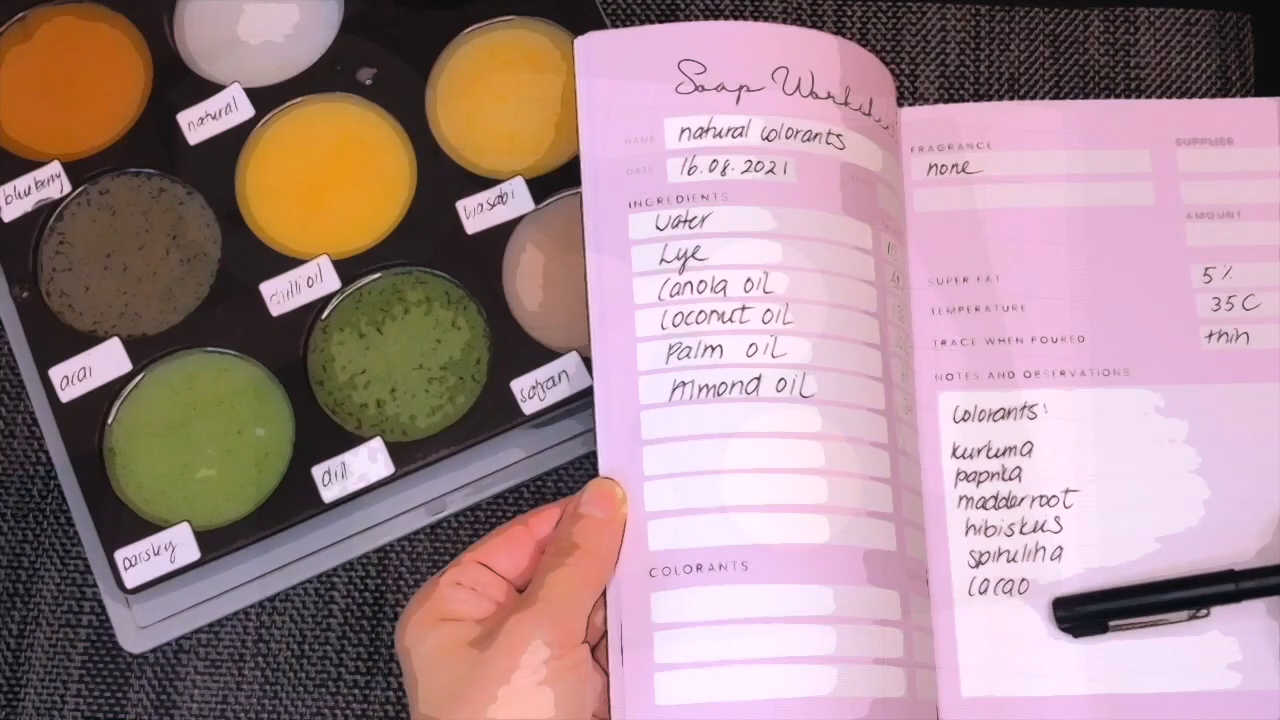 natural
blueberry
wasabi
chilli oil
acai
safran
dill
parsley
Soap
NAME
natural colorants
DATE
16.08.2021
INGREDIENTS
water
Lye
canola oil
coconut oil
palm oil
Almond oil
COLORANTS
FRAGRANCE
none
SUPPLIES
AMOUNT
SUPER FAT
5%
TEMPERATURE
35C
TRACE WHEN POURED
thin
NOTES AND OBSERVATIONS
colorants:
kurkuma
paprika
madderroot
hibiskus
spirulina
cacao